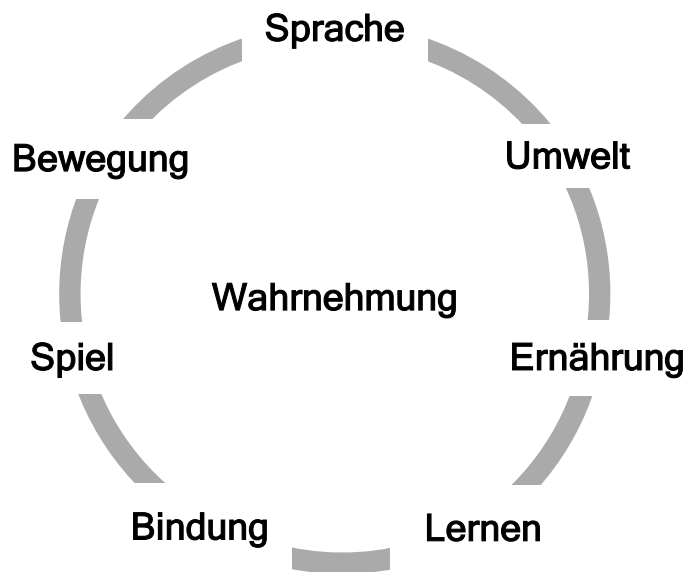 Sprache
Bewegung
Umwelt
Wahrnehmung
Spiel
Ernährung
Bindung
Lernen